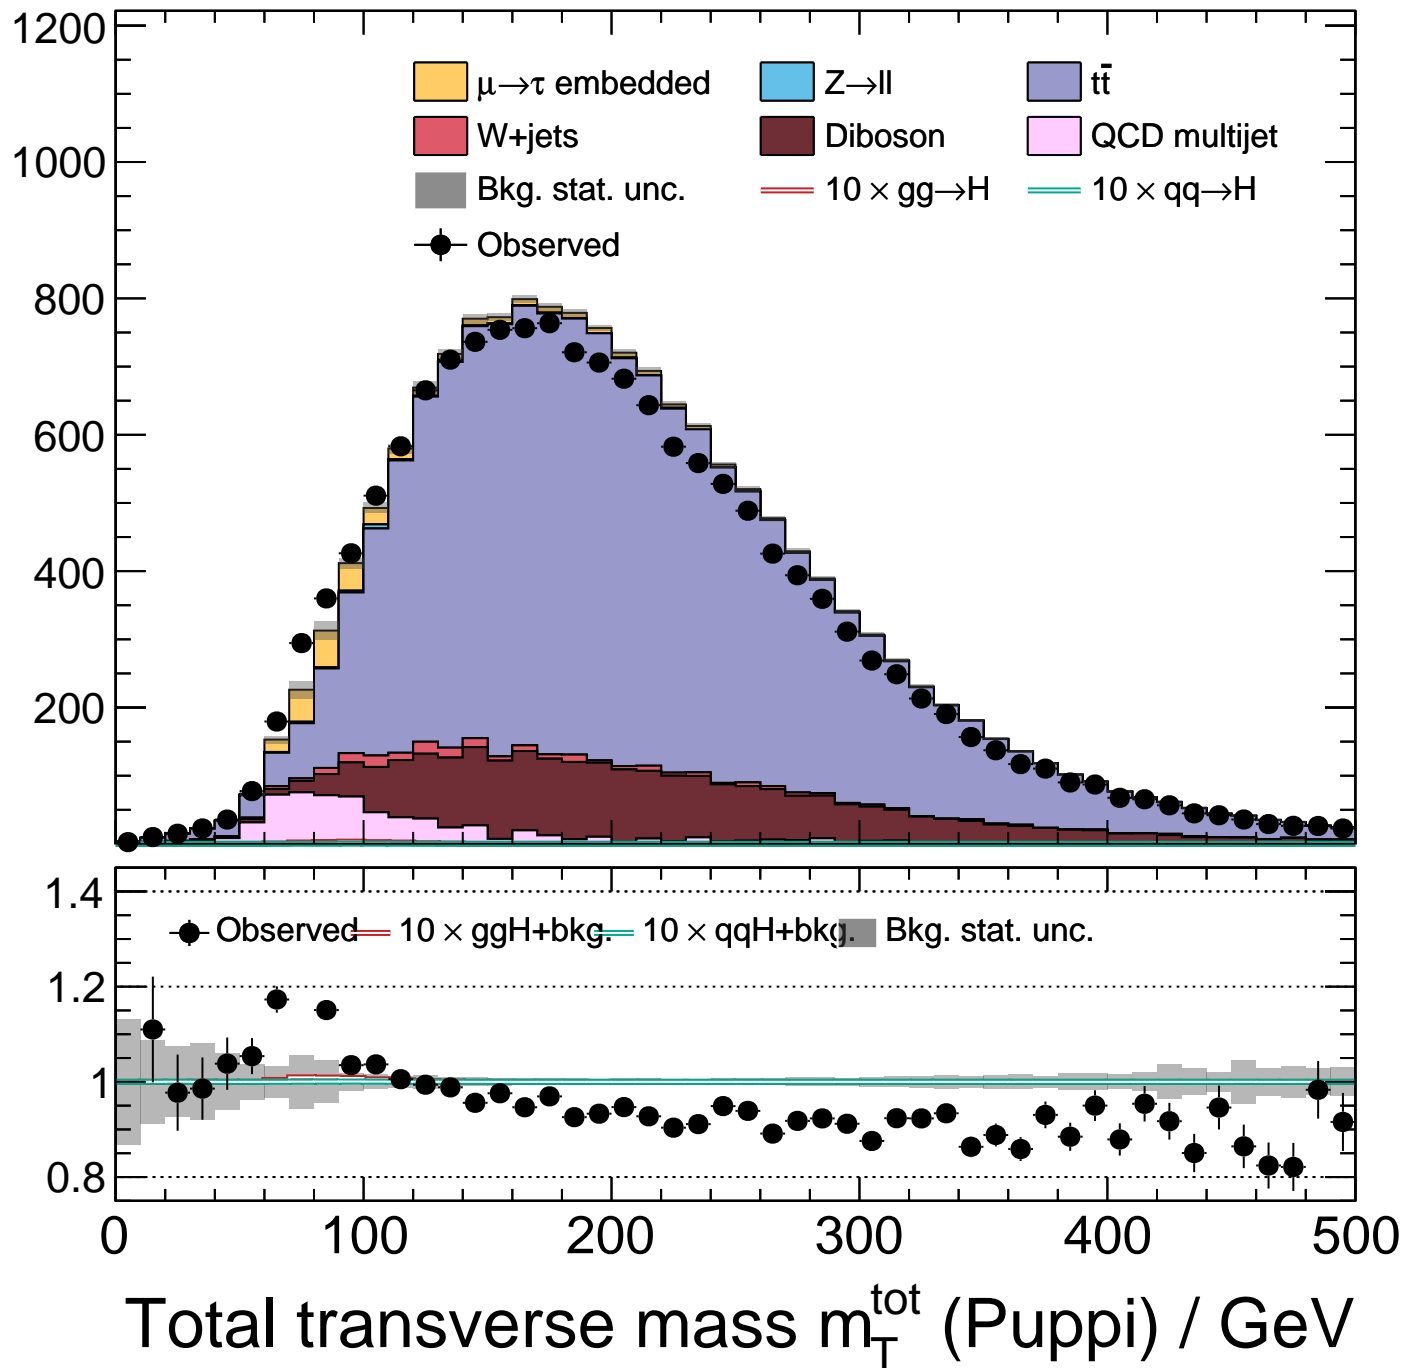 1200
μ→τ embedded Z→ll tt̄
W+jets Diboson QCD multijet
1000
Bkg. stat. unc. 10 × gg→H 10 × qq→H
Observed
800
600
400
200
1.4
Observed 10 × ggH+bkg. 10 × qqH+bkg. Bkg. stat. unc.
1.2
1
0.8
0 100 200 300 400 500
Total transverse mass m_T^tot (Puppi) / GeV